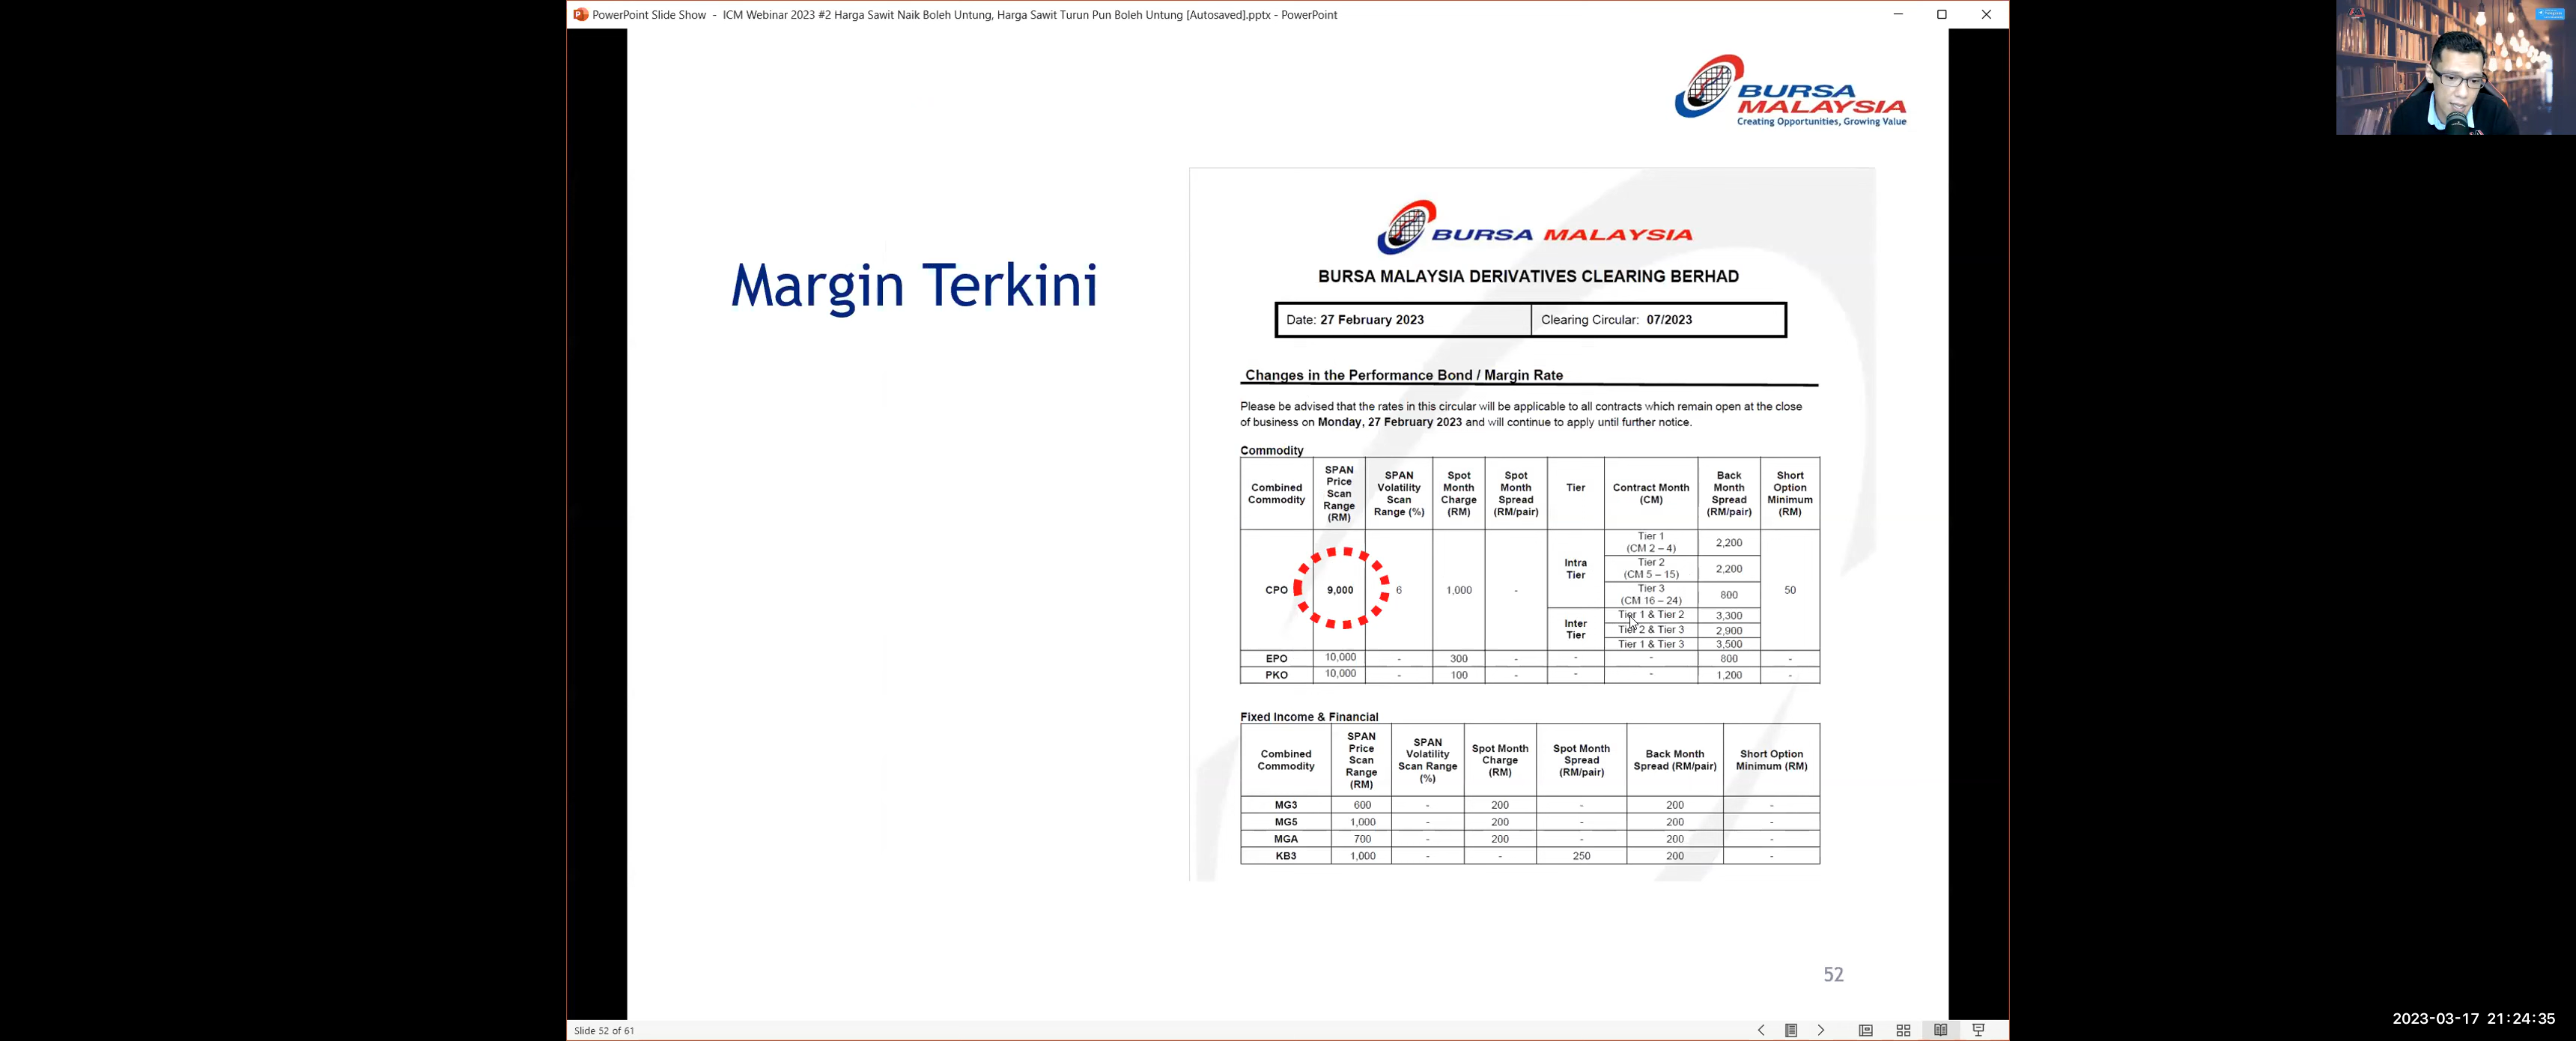 PowerPoint Slide Show - ICM Webinar 2023 #2 Harga Sawit Naik Boleh Untung, Harga Sawit Turun Pun Boleh Untung [Autosaved].pptx - PowerPoint
BURSA
MALAYSIA
Creating Opportunities, Growing Value
Margin Terkini
BURSA MALAYSIA
BURSA MALAYSIA DERIVATIVES CLEARING BERHAD
Date: 27 February 2023 Clearing Circular: 07/2023
Changes in the Performance Bond / Margin Rate
Please be advised that the rates in this circular will be applicable to all contracts which remain open at the close
of business on Monday, 27 February 2023 and will continue to apply until further notice.
Commodity
Combined Commodity SPAN Price Scan Range (RM) SPAN Volatility Scan Range (%) Spot Month Charge (RM) Spot Month Spread (RM/pair) Tier Contract Month (CM) Back Month Spread (RM/pair) Short Option Minimum (RM)
CPO 9,000 6 1,000 - Intra Tier Tier 1 (CM 2 – 4) 2,200 50
Tier 2 (CM 5 – 15) 2,200
Tier 3 (CM 16 – 24) 800
Inter Tier Tier 1 & Tier 2 3,300
Tier 2 & Tier 3 2,900
Tier 1 & Tier 3 3,500
EPO 10,000 - 300 - - - 800 -
PKO 10,000 - 100 - - - 1,200 -
Fixed Income & Financial
Combined Commodity SPAN Price Scan Range (RM) SPAN Volatility Scan Range (%) Spot Month Charge (RM) Spot Month Spread (RM/pair) Back Month Spread (RM/pair) Short Option Minimum (RM)
MG3 600 - 200 - 200 -
MG5 1,000 - 200 - 200 -
MGA 700 - 200 - 200 -
KB3 1,000 - - 250 200 -
52
Slide 52 of 61
2023-03-17 21:24:35